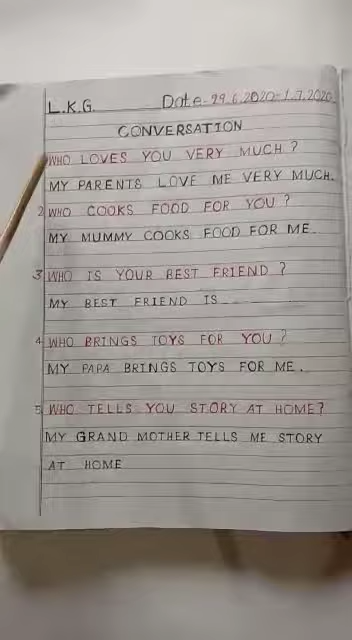 L.K.G. Date-29.6.2020-1.7.2020
CONVERSATION
WHO LOVES YOU VERY MUCH?
MY PARENTS LOVE ME VERY MUCH.
2 WHO COOKS FOOD FOR YOU?
MY MUMMY COOKS FOOD FOR ME.
3 WHO IS YOUR BEST FRIEND?
MY BEST FRIEND IS
4 WHO BRINGS TOYS FOR YOU?
MY PAPA BRINGS TOYS FOR ME.
5 WHO TELLS YOU STORY AT HOME?
MY GRAND MOTHER TELLS ME STORY
AT HOME